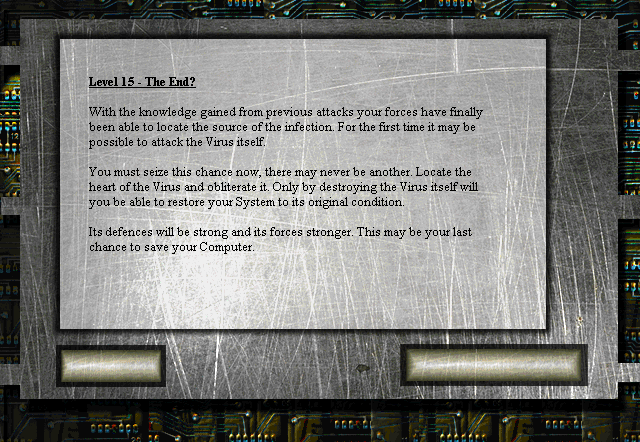 Level 15 - The End?
With the knowledge gained from previous attacks your forces have finally
been able to locate the source of the infection. For the first time it may be
possible to attack the Virus itself.
You must seize this chance now, there may never be another. Locate the
heart of the Virus and obliterate it. Only by destroying the Virus itself will
you be able to restore your System to its original condition.
Its defences will be strong and its forces stronger. This may be your last
chance to save your Computer.